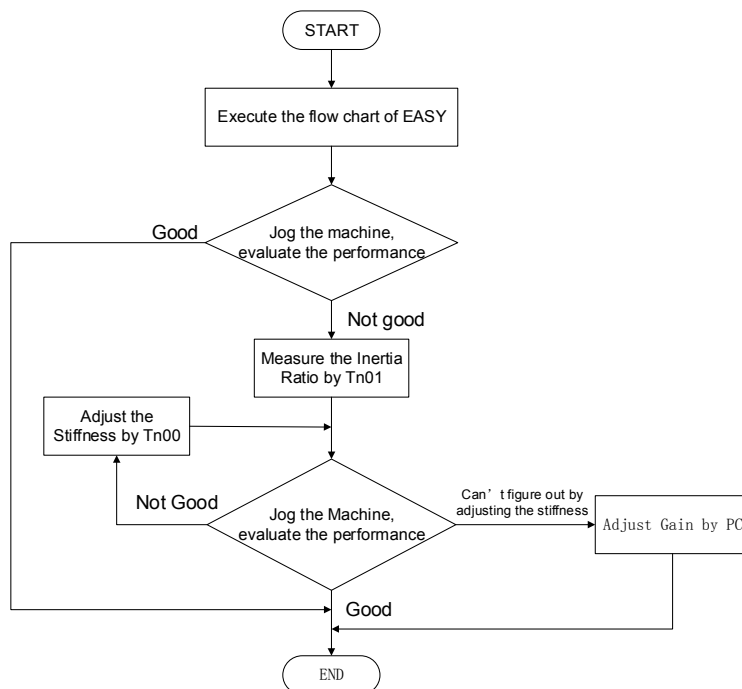 START
Execute the flow chart of EASY
Good
Jog the machine,
evaluate the performance
Not good
Measure the Inertia
Ratio by Tn01
Adjust the
Stiffness by Tn00
Not Good
Jog the Machine,
evaluate the performance
Can't figure out by
adjusting the stiffness
Adjust Gain by PC
Good
END